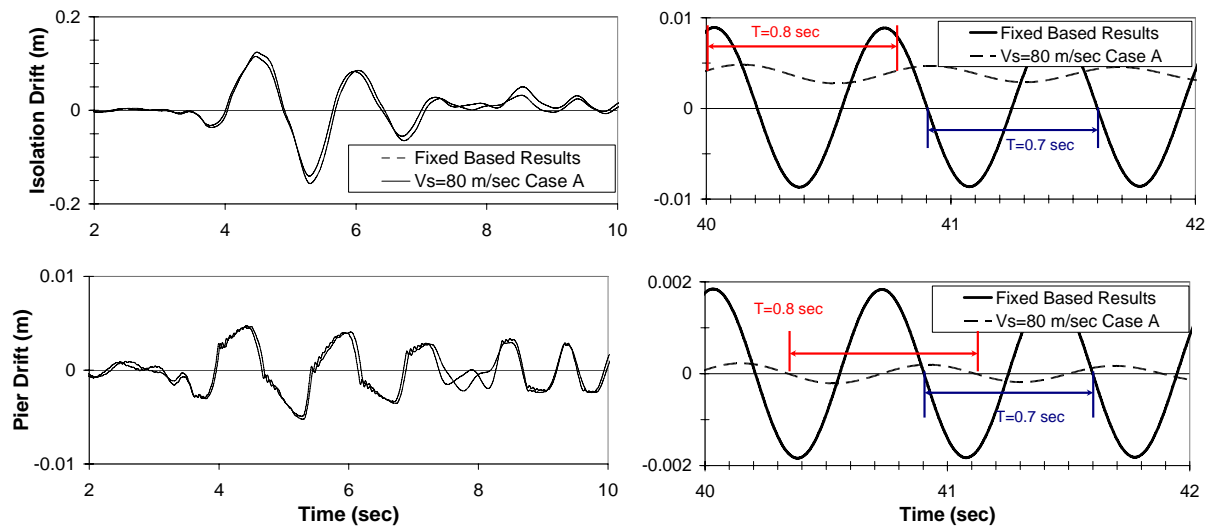 0.2
0
-0.2
Isolation Drift (m)
Fixed Based Results
Vs=80 m/sec Case A
2 4 6 8 10
0.01
0
-0.01
T=0.8 sec
Fixed Based Results
Vs=80 m/sec Case A
T=0.7 sec
40 41 42
0.01
0
-0.01
Pier Drift (m)
2 4 6 8 10
Time (sec)
0.002
0
-0.002
Fixed Based Results
Vs=80 m/sec Case A
T=0.8 sec
T=0.7 sec
40 41 42
Time (sec)